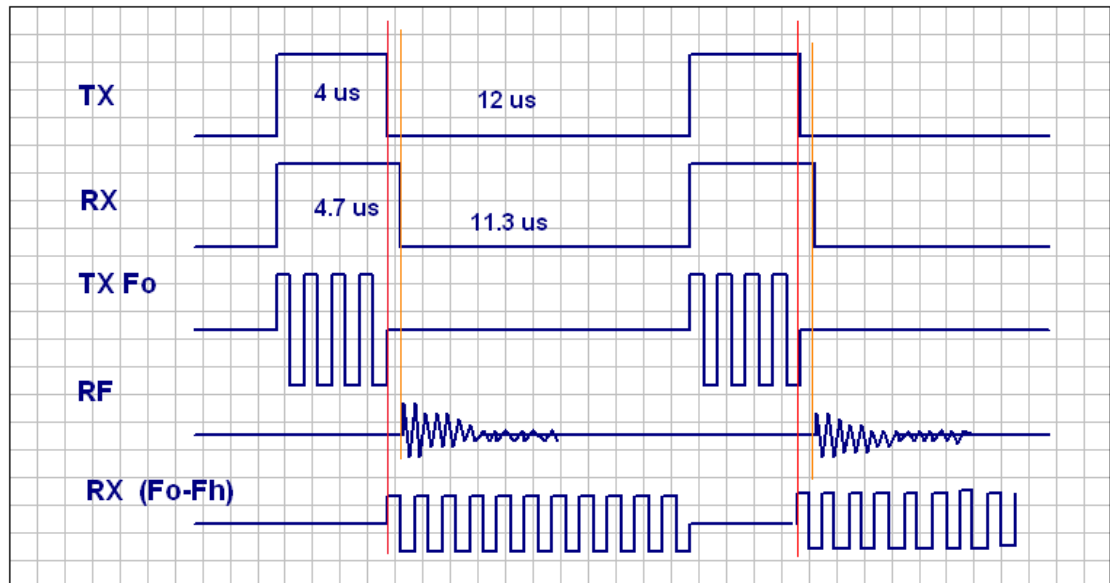 TX
4 us
12 us
RX
4.7 us
11.3 us
TX Fo
RF
RX (Fo-Fh)